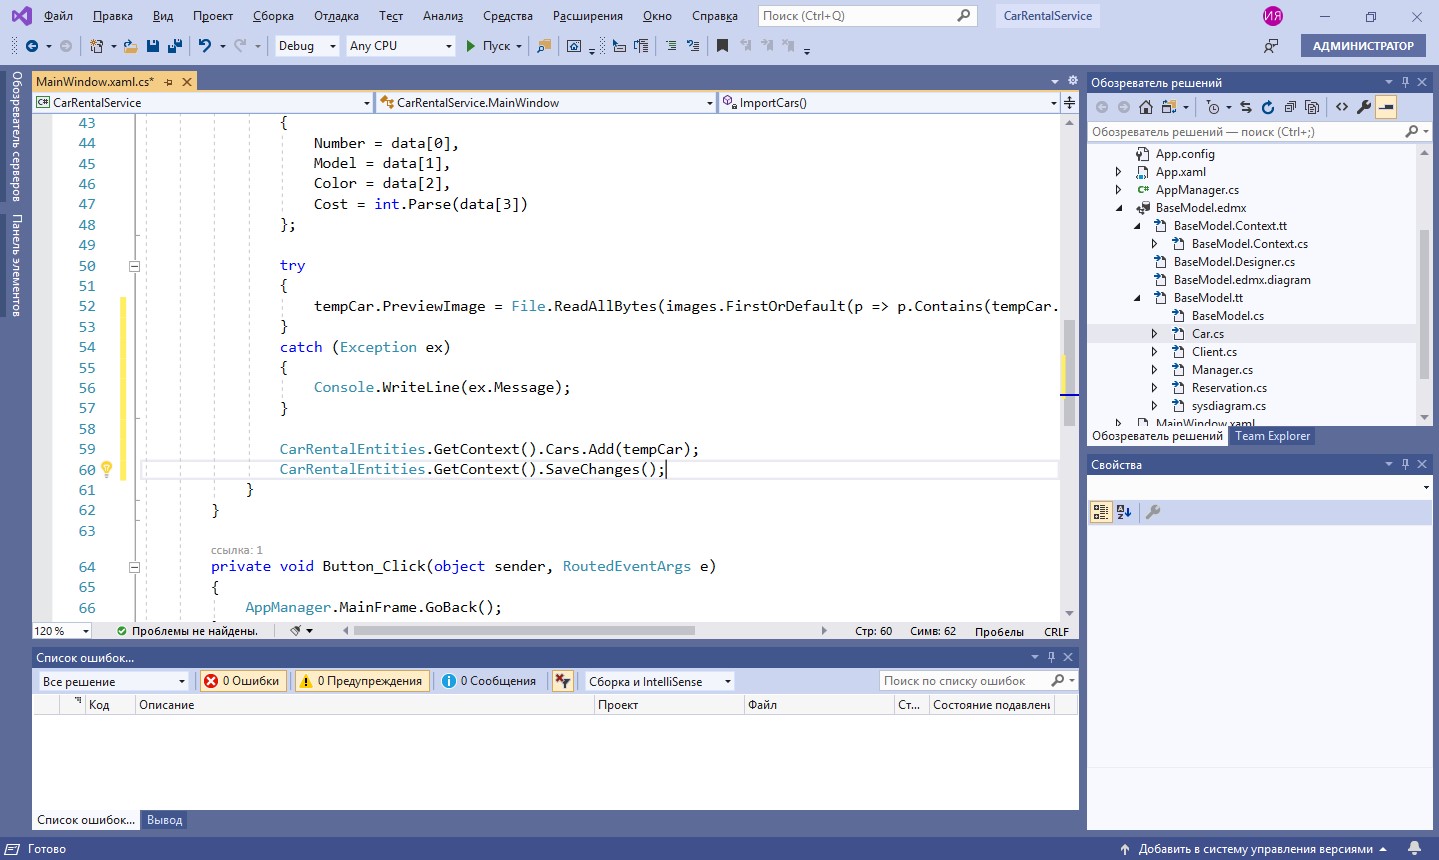 Файл Правка Вид Проект Сборка Отладка Тест Анализ Средства Расширения Окно Справка Поиск (Ctrl+Q) CarRentalService ИЯ
Debug Any CPU Пуск АДМИНИСТРАТОР
Обозреватель серверов
Панель элементов
MainWindow.xaml.cs*
CarRentalService CarRentalService.MainWindow ImportCars()
43 {
44 Number = data[0],
45 Model = data[1],
46 Color = data[2],
47 Cost = int.Parse(data[3])
48 };
49
50 try
51 {
52 tempCar.PreviewImage = File.ReadAllBytes(images.FirstOrDefault(p => p.Contains(tempCar.
53 }
54 catch (Exception ex)
55 {
56 Console.WriteLine(ex.Message);
57 }
58
59 CarRentalEntities.GetContext().Cars.Add(tempCar);
60 CarRentalEntities.GetContext().SaveChanges();
61 }
62 }
63
ссылка: 1
64 private void Button_Click(object sender, RoutedEventArgs e)
65 {
66 AppManager.MainFrame.GoBack();
120 % Проблемы не найдены. Стр: 60 Симв: 62 Пробелы CRLF
Список ошибок...
Все решение 0 Ошибки 0 Предупреждения 0 Сообщения Сборка и IntelliSense Поиск по списку ошибок
Код Описание Проект Файл Ст... Состояние подавлени
Список ошибок... Вывод
Обозреватель решений
Обозреватель решений — поиск (Ctrl+;)
App.config
App.xaml
C# AppManager.cs
BaseModel.edmx
BaseModel.Context.tt
BaseModel.Context.cs
BaseModel.Designer.cs
BaseModel.edmx.diagram
BaseModel.tt
BaseModel.cs
Car.cs
Client.cs
Manager.cs
Reservation.cs
sysdiagram.cs
MainWindow.xaml
Обозреватель решений Team Explorer
Свойства
Готово Добавить в систему управления версиями